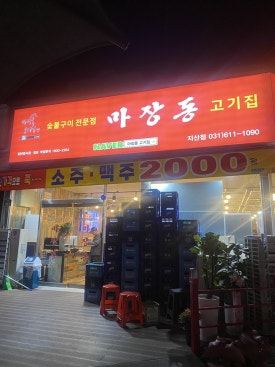 숯불구이 전문점
마장동 고기집
NAVER 마장동 고기집
지산점 031)611-1090
소주·맥주 2000